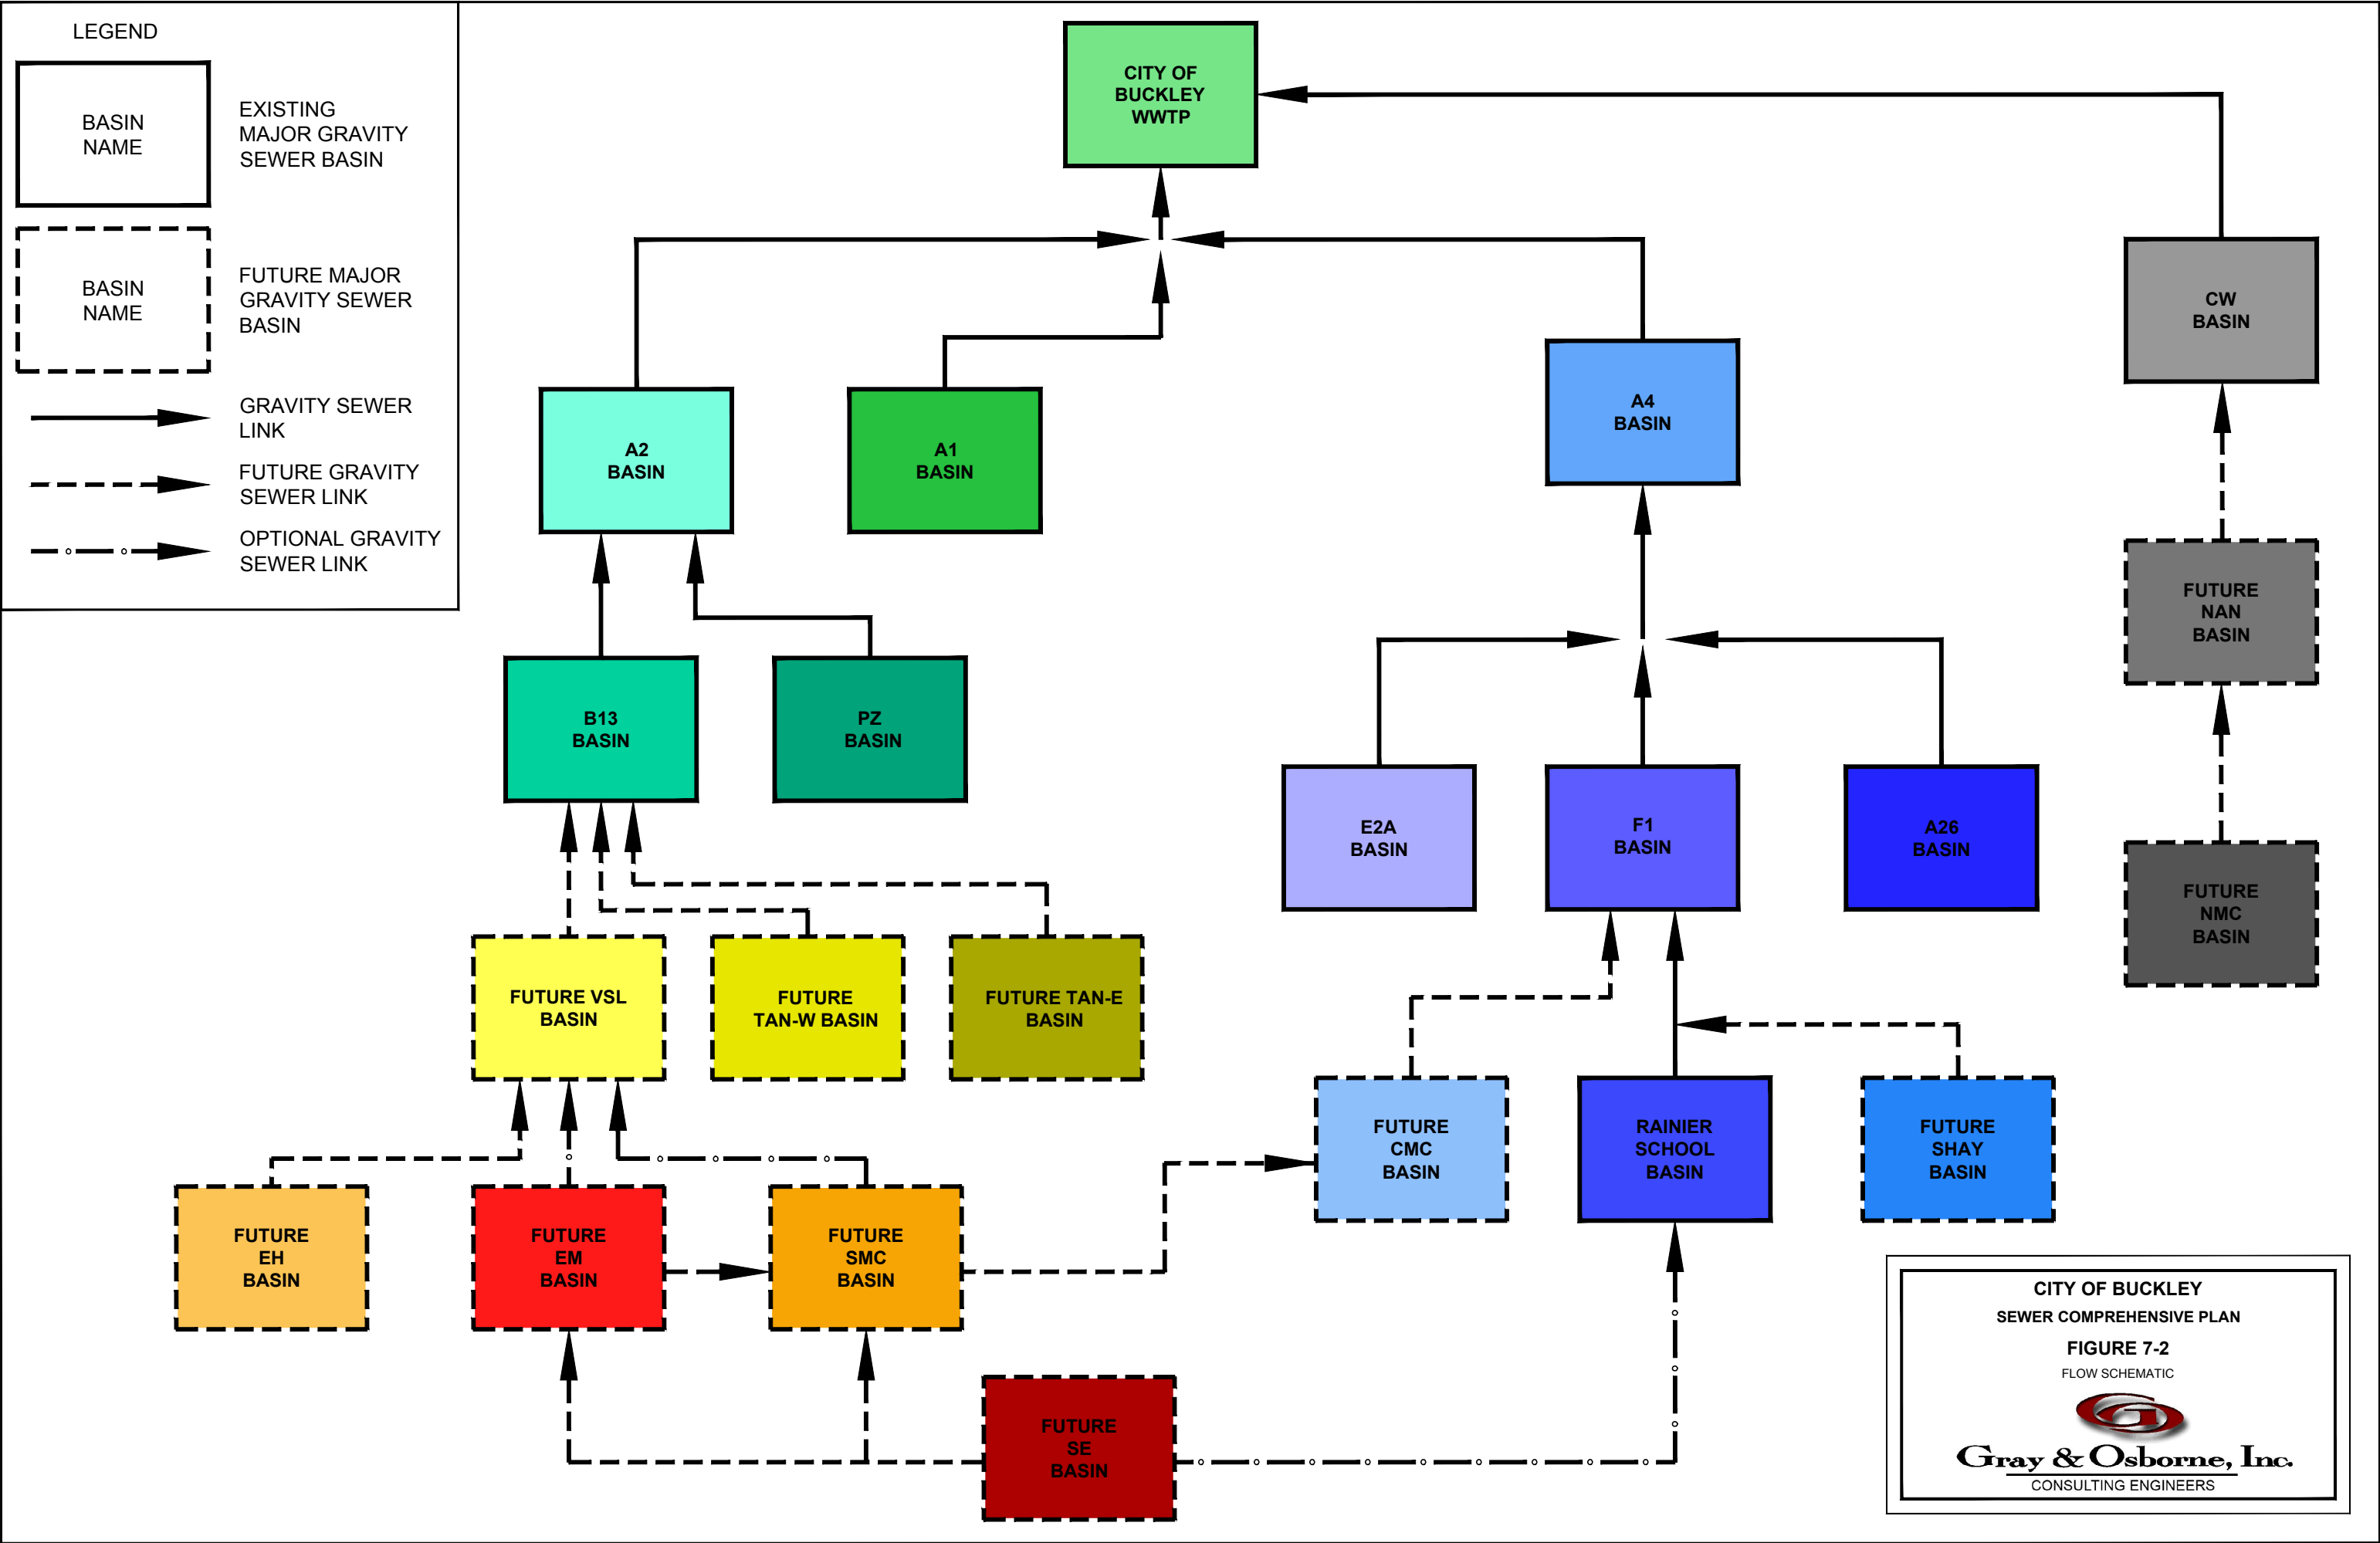 LEGEND
BASIN
NAME
EXISTING
MAJOR GRAVITY
SEWER BASIN
BASIN
NAME
FUTURE MAJOR
GRAVITY SEWER
BASIN
GRAVITY SEWER
LINK
FUTURE GRAVITY
SEWER LINK
OPTIONAL GRAVITY
SEWER LINK
CITY OF
BUCKLEY
WWTP
CW
BASIN
A4
BASIN
A2
BASIN
A1
BASIN
FUTURE
NAN
BASIN
B13
BASIN
PZ
BASIN
E2A
BASIN
F1
BASIN
A26
BASIN
FUTURE
NMC
BASIN
FUTURE VSL
BASIN
FUTURE
TAN-W BASIN
FUTURE TAN-E
BASIN
FUTURE
CMC
BASIN
RAINIER
SCHOOL
BASIN
FUTURE
SHAY
BASIN
FUTURE
EH
BASIN
FUTURE
EM
BASIN
FUTURE
SMC
BASIN
FUTURE
SE
BASIN
CITY OF BUCKLEY
SEWER COMPREHENSIVE PLAN
FIGURE 7-2
FLOW SCHEMATIC
Gray & Osborne, Inc.
CONSULTING ENGINEERS